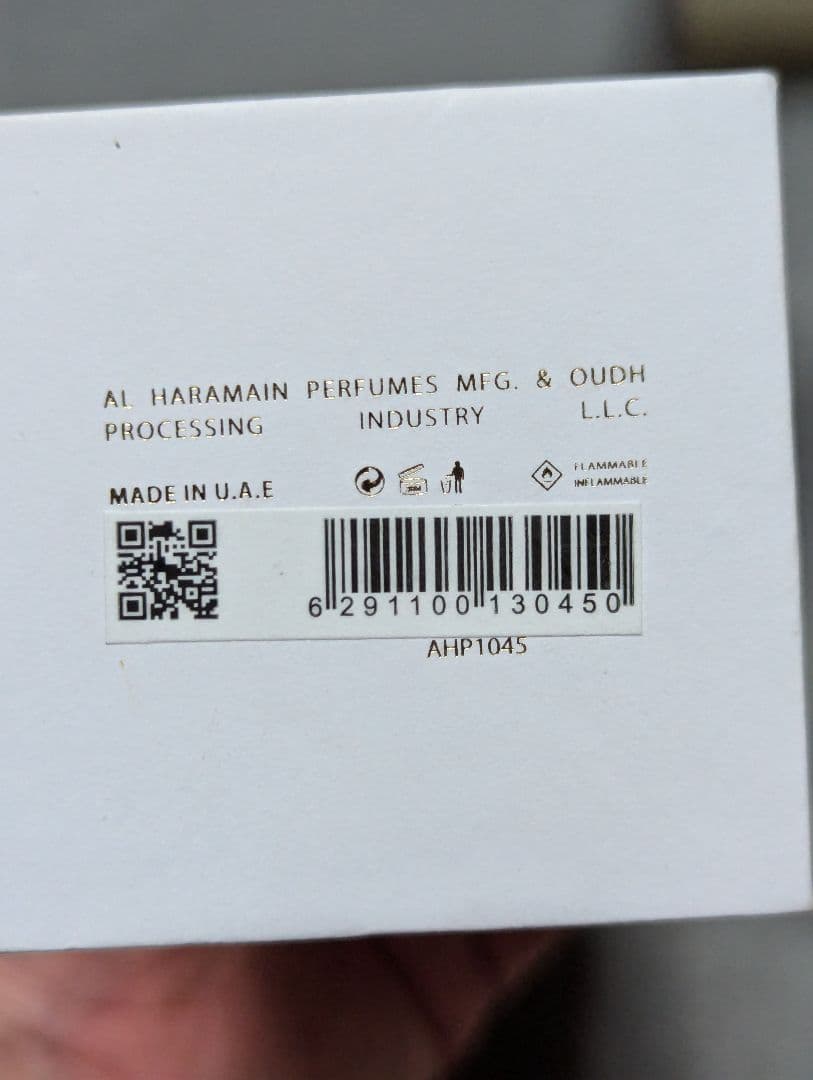 AL HARAMAIN PERFUMES MFG. & OUDH
PROCESSING INDUSTRY L.L.C.
MADE IN U.A.E
FLAMMABLE
INFLAMMABLE
6 291100 130450
AHP1045